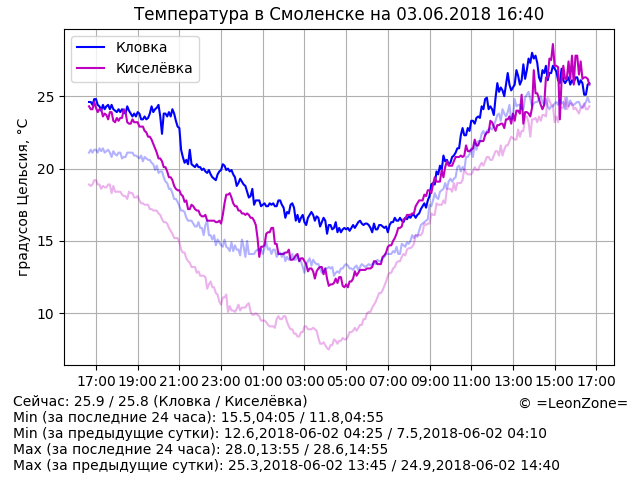 Температура в Смоленске на 03.06.2018 16:40
Кловка
Киселёвка
градусов Цельсия, °C
25
20
15
10
17:00 19:00 21:00 23:00 01:00 03:00 05:00 07:00 09:00 11:00 13:00 15:00 17:00
Сейчас: 25.9 / 25.8 (Кловка / Киселёвка)
© =LeonZone=
Min (за последние 24 часа): 15.5,04:05 / 11.8,04:55
Min (за предыдущие сутки): 12.6,2018-06-02 04:25 / 7.5,2018-06-02 04:10
Max (за последние 24 часа): 28.0,13:55 / 28.6,14:55
Max (за предыдущие сутки): 25.3,2018-06-02 13:45 / 24.9,2018-06-02 14:40